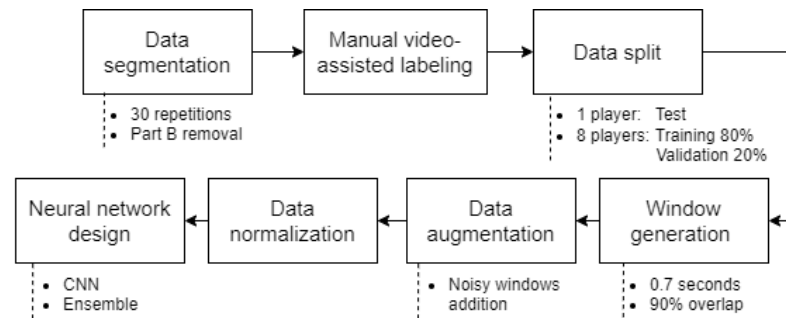 Data
segmentation
Manual video-
assisted labeling
Data split
• 30 repetitions
• Part B removal
• 1 player: Test
• 8 players: Training 80%
Validation 20%
Neural network
design
Data
normalization
Data
augmentation
Window
generation
• CNN
• Ensemble
• Noisy windows
addition
• 0.7 seconds
• 90% overlap